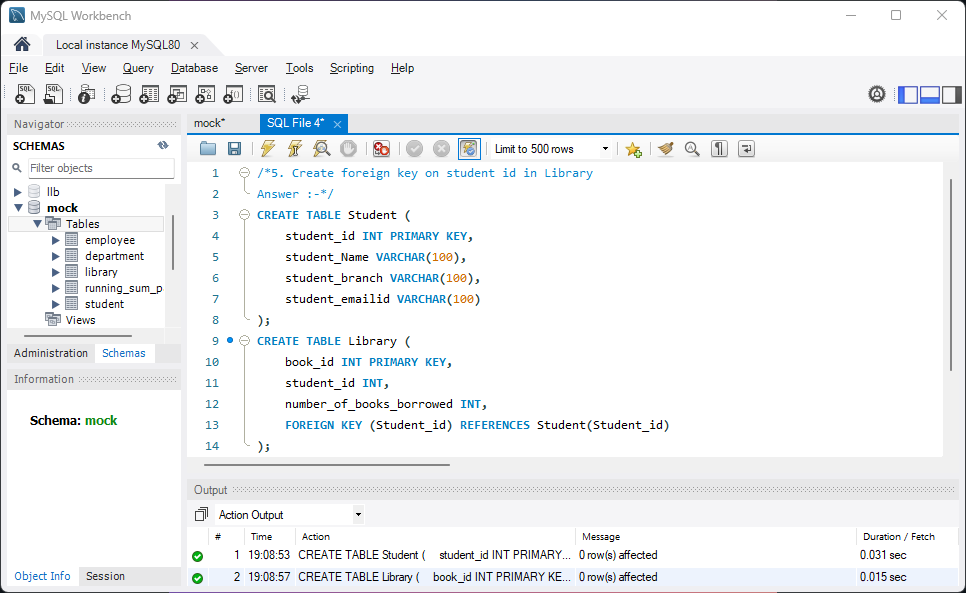 MySQL Workbench
Local instance MySQL80
File Edit View Query Database Server Tools Scripting Help
Navigator
SCHEMAS
Filter objects
llb
mock
Tables
employee
department
library
running_sum_p
student
Views
Administration Schemas
Information
Schema: mock
Object Info Session
mock* SQL File 4*
Limit to 500 rows
1 /*5. Create foreign key on student id in Library
2 Answer :-*/
3 CREATE TABLE Student (
4 student_id INT PRIMARY KEY,
5 student_Name VARCHAR(100),
6 student_branch VARCHAR(100),
7 student_emailid VARCHAR(100)
8 );
9 CREATE TABLE Library (
10 book_id INT PRIMARY KEY,
11 student_id INT,
12 number_of_books_borrowed INT,
13 FOREIGN KEY (Student_id) REFERENCES Student(Student_id)
14 );
Output
Action Output
# Time Action Message Duration / Fetch
1 19:08:53 CREATE TABLE Student ( student_id INT PRIMARY... 0 row(s) affected 0.031 sec
2 19:08:57 CREATE TABLE Library ( book_id INT PRIMARY KE... 0 row(s) affected 0.015 sec